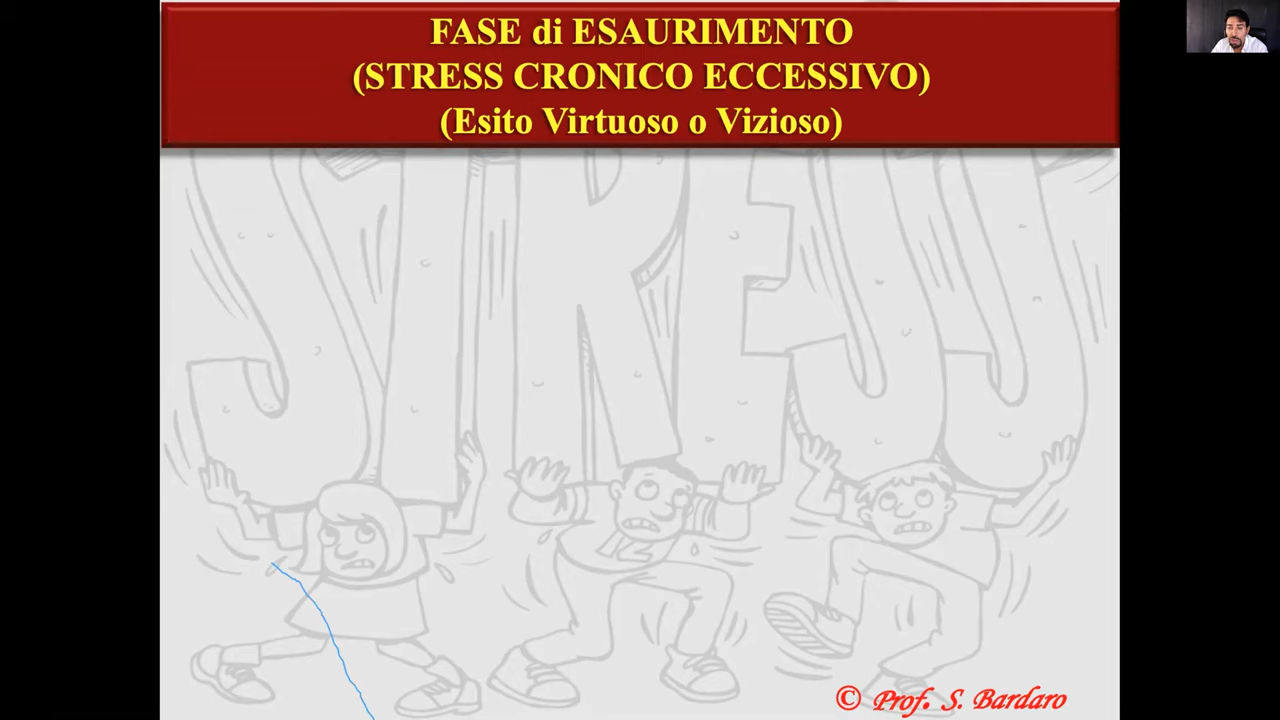 FASE di ESAURIMENTO
(STRESS CRONICO ECCESSIVO)
(Esito Virtuoso o Vizioso)
STRESS
© Prof. S. Bardaro